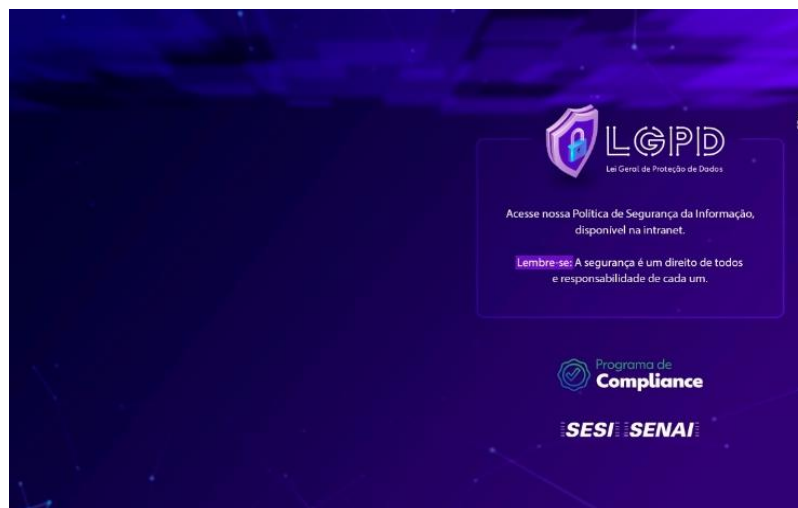 LGPD
Lei Geral de Proteção de Dados
Acesse nossa Política de Segurança da Informação,
disponível na intranet.
Lembre-se: A segurança é um direito de todos
e responsabilidade de cada um.
Programa de
Compliance
SESI SENAI